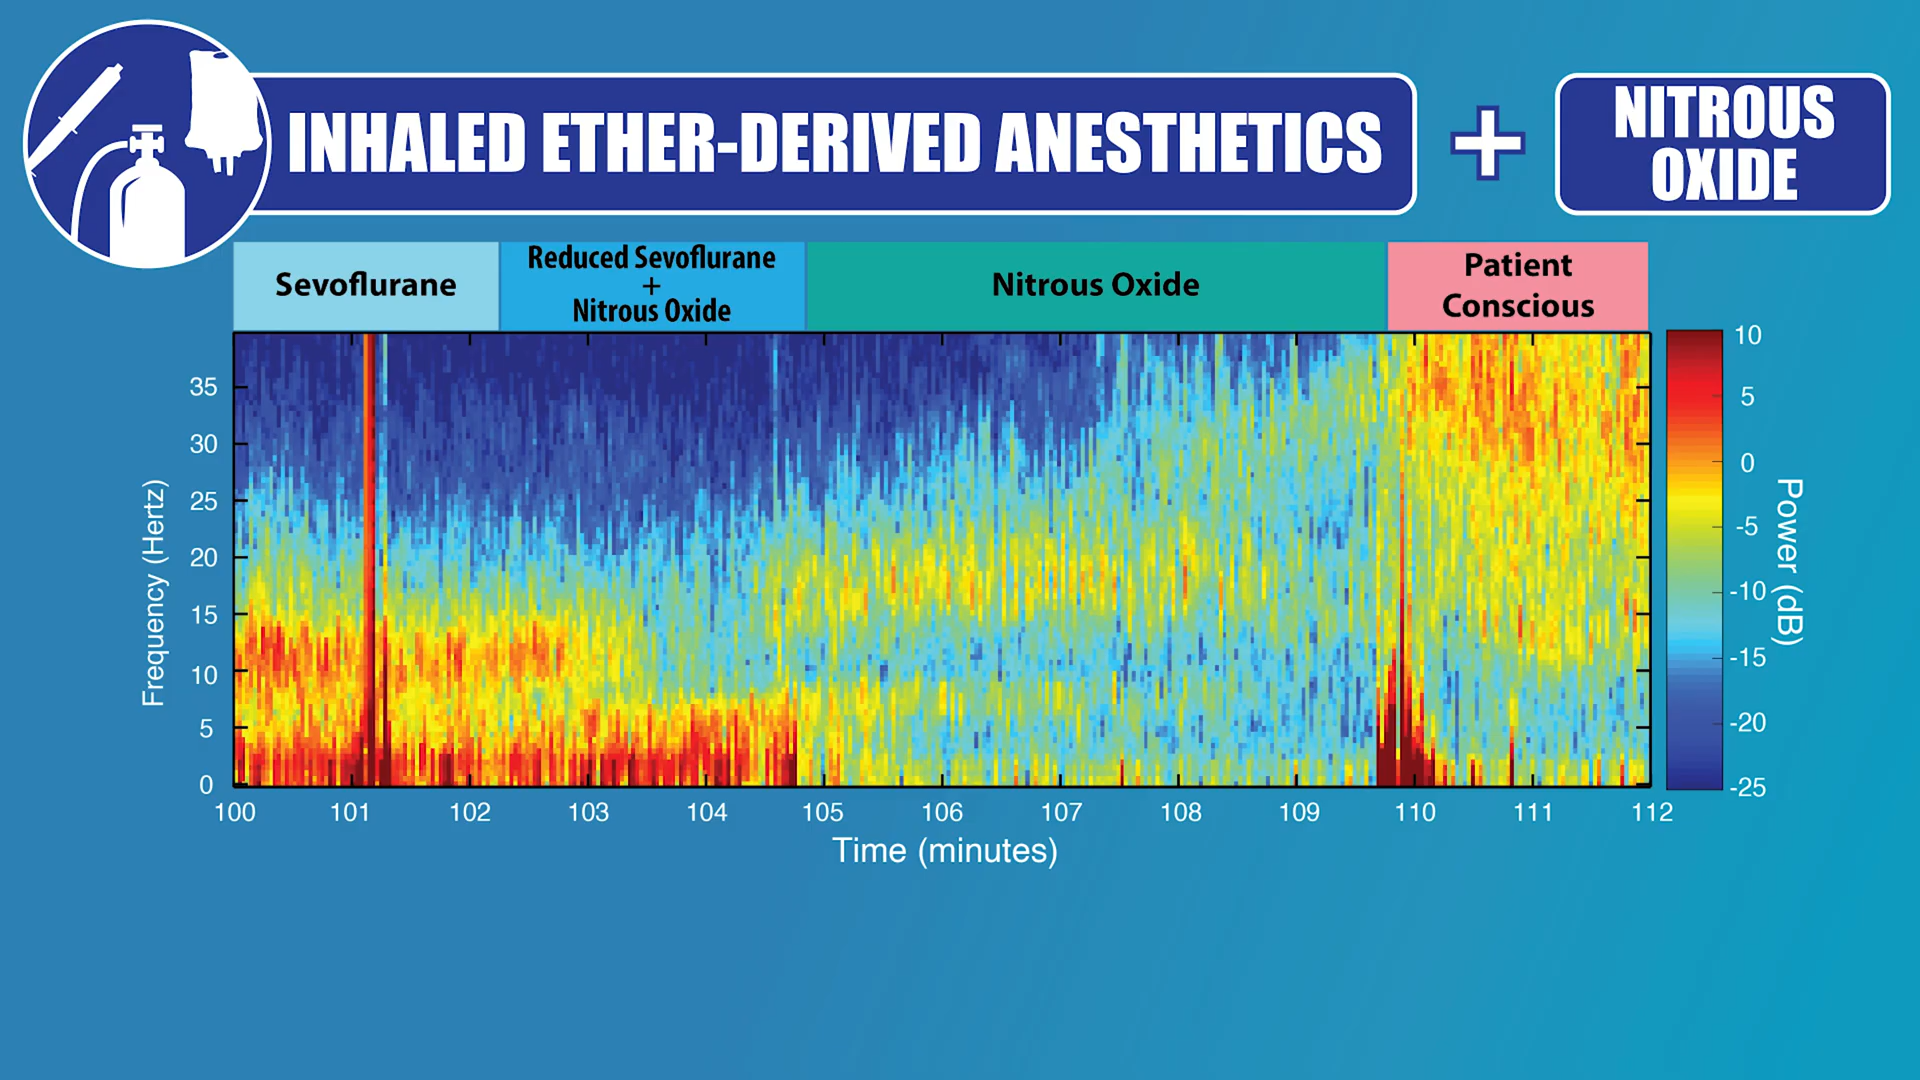 INHALED ETHER-DERIVED ANESTHETICS
+
NITROUS
OXIDE
Sevoflurane
Reduced Sevoflurane
+
Nitrous Oxide
Nitrous Oxide
Patient
Conscious
Frequency (Hertz)
35
30
25
20
15
10
5
0
100 101 102 103 104 105 106 107 108 109 110 111 112
Time (minutes)
10
5
0
-5
-10
-15
-20
-25
Power (dB)